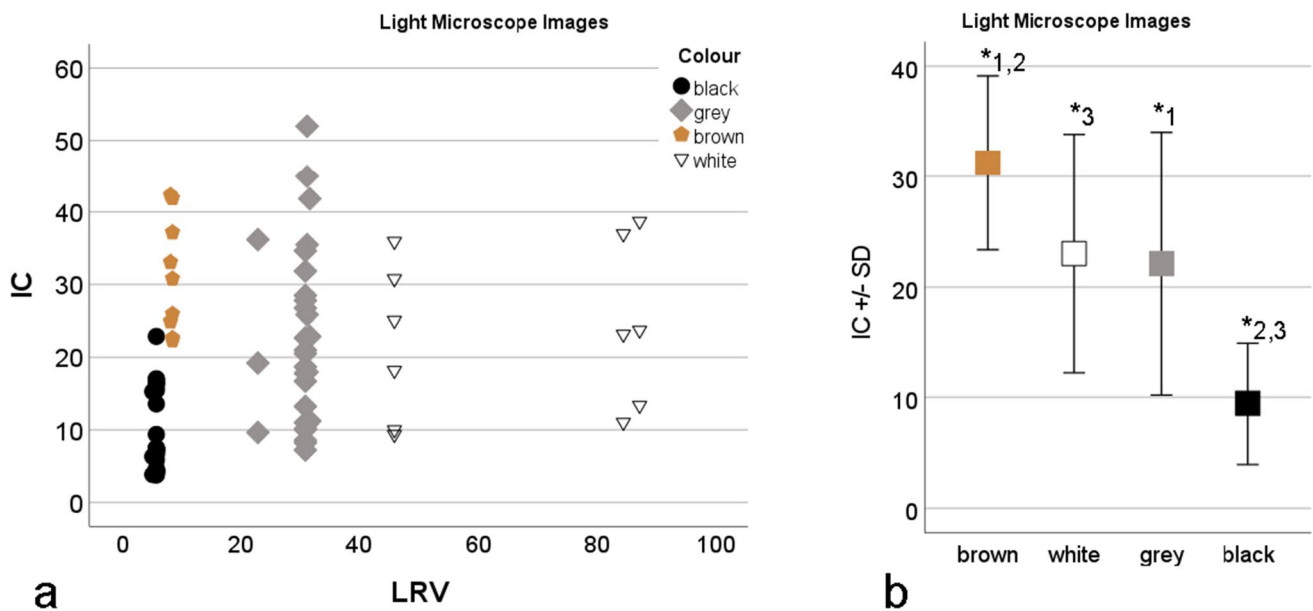 Light Microscope Images
60
50
40
30
20
10
0
IC
0 20 40 60 80 100
LRV
Colour
black
grey
brown
white
a
Light Microscope Images
40
30
20
10
0
IC +/- SD
*1,2
*3
*1
*2,3
brown white grey black
b